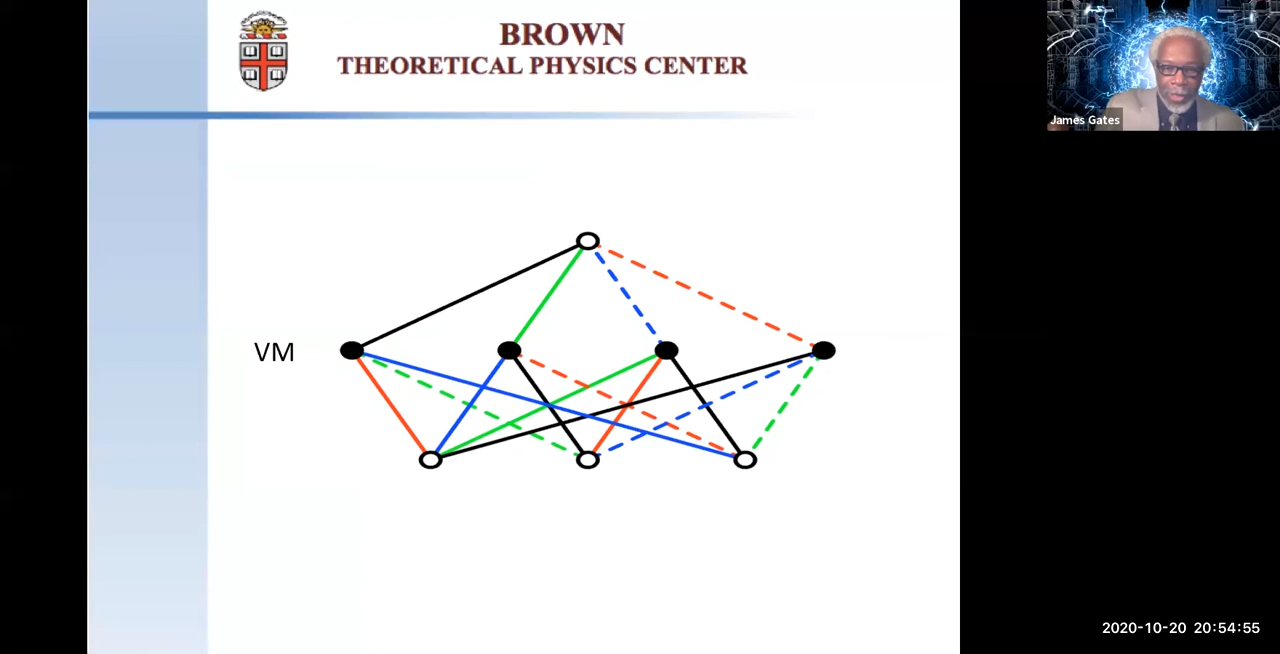 BROWN
THEORETICAL PHYSICS CENTER
James Gates
VM
2020-10-20 20:54:55